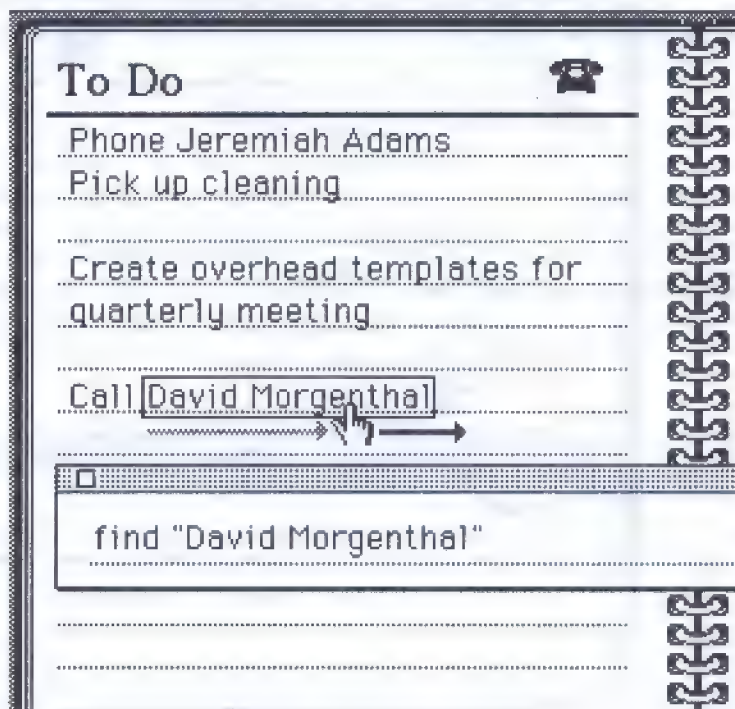 To Do
Phone Jeremiah Adams
Pick up cleaning
Create overhead templates for
quarterly meeting
Call David Morgenthal
find "David Morgenthal"